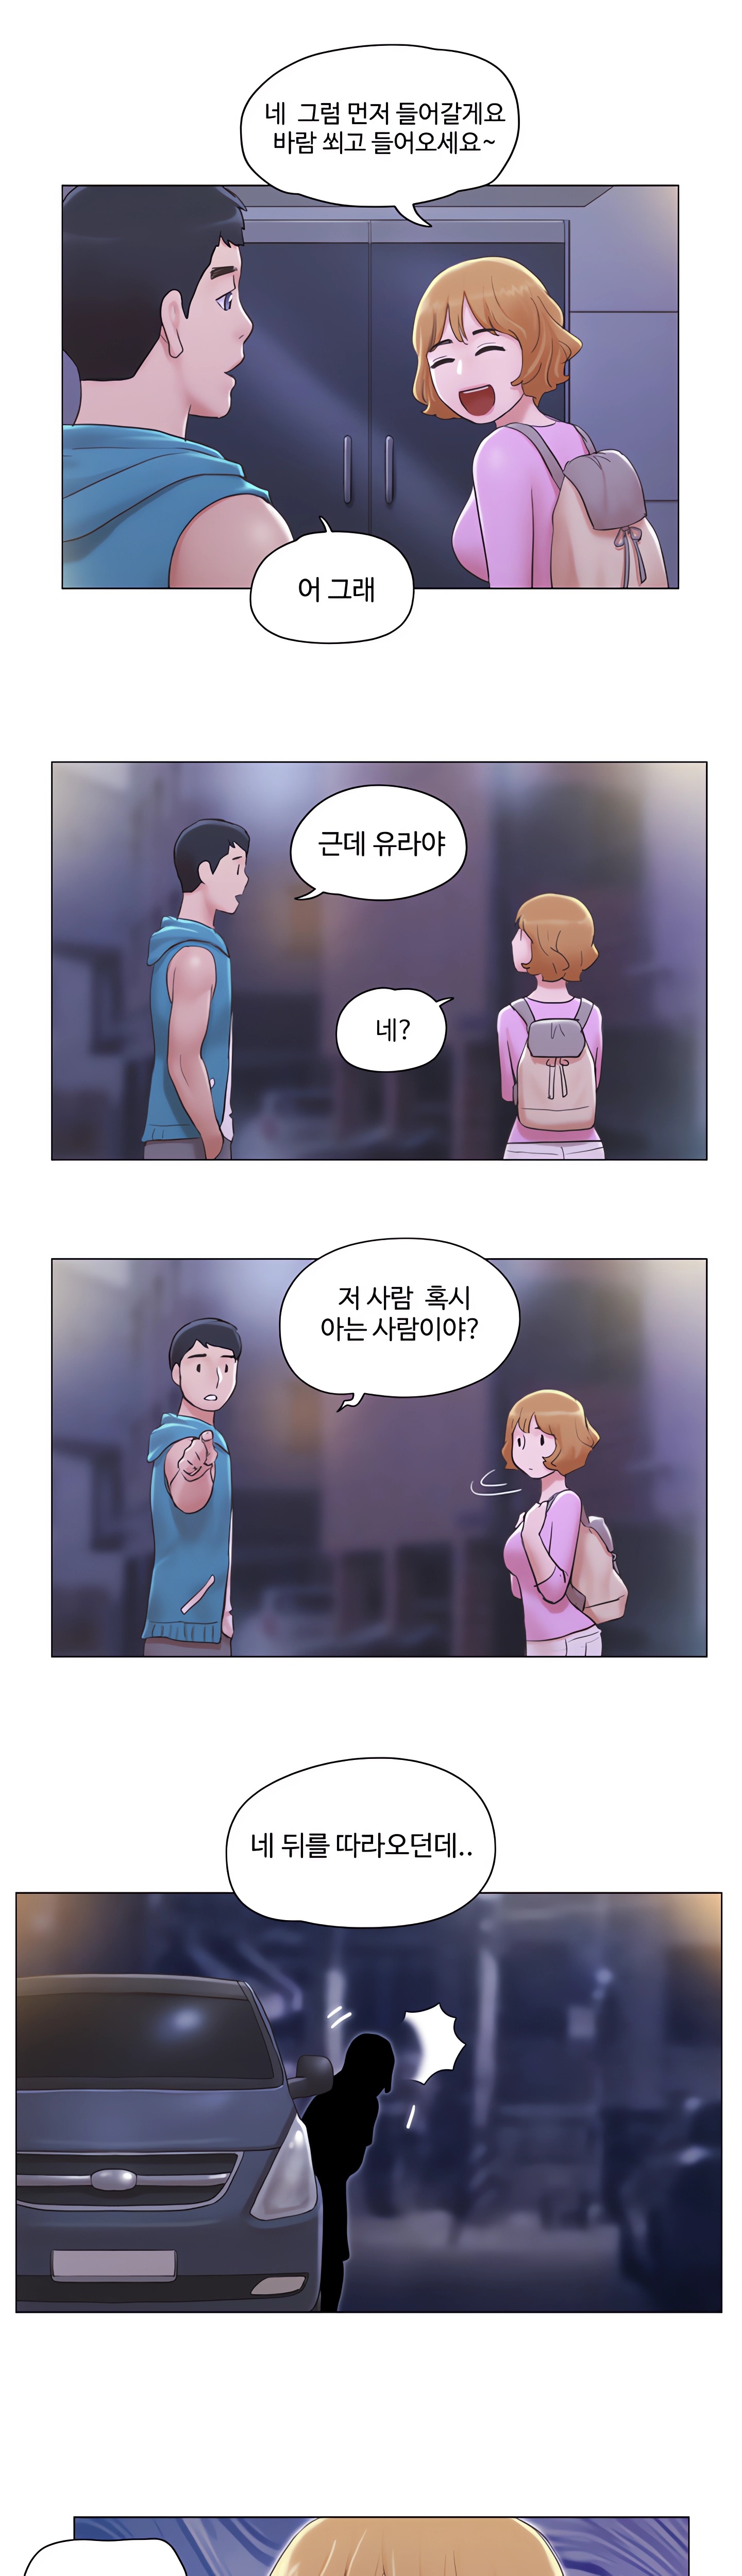 네 그럼 먼저 들어갈게요
바람 쐬고 들어오세요~
어 그래
근데 유라야
네?
저 사람 혹시
아는 사람이야?
네 뒤를 따라오던데..